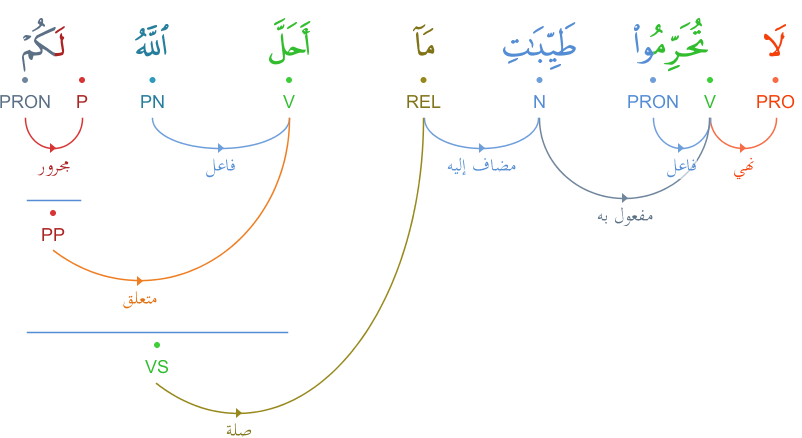 لَا تُحَرِّمُوا۟ طَيِّبَـٰتِ مَآ أَحَلَّ ٱللَّهُ لَكُمْ
PRO V PRON N REL V PN P PRON
نهي فاعل مضاف إليه فاعل مجرور
مفعول به
PP
متعلق
VS
صلة